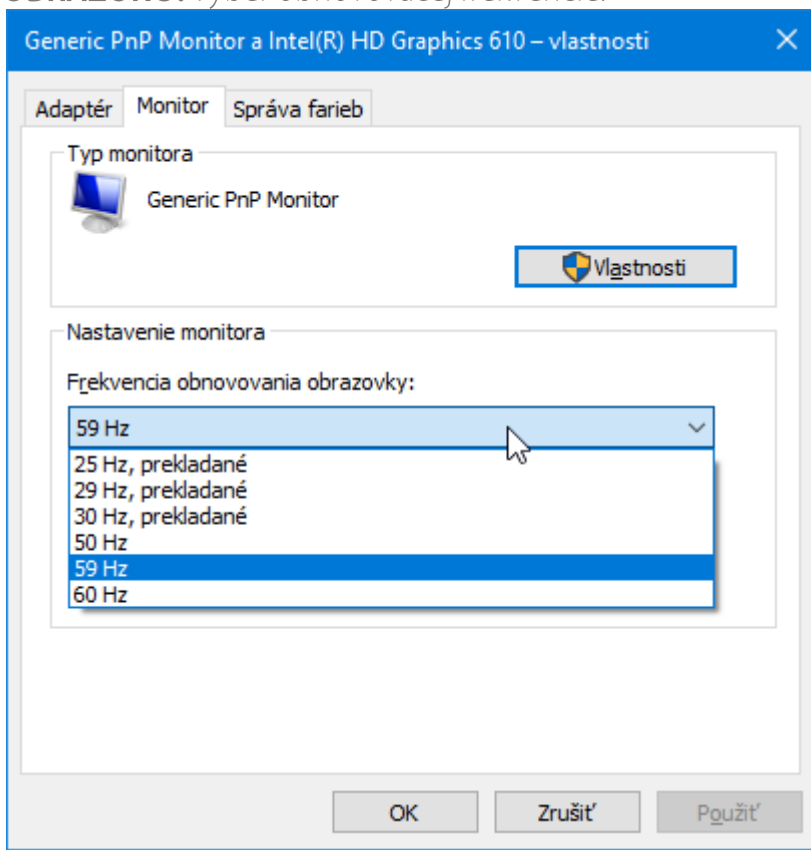 Generic PnP Monitor a Intel(R) HD Graphics 610 – vlastnosti
Adaptér Monitor Správa farieb
Typ monitora
Generic PnP Monitor
Vlastnosti
Nastavenie monitora
Frekvencia obnovovania obrazovky:
59 Hz
25 Hz, prekladané
29 Hz, prekladané
30 Hz, prekladané
50 Hz
59 Hz
60 Hz
OK Zrušiť Použiť